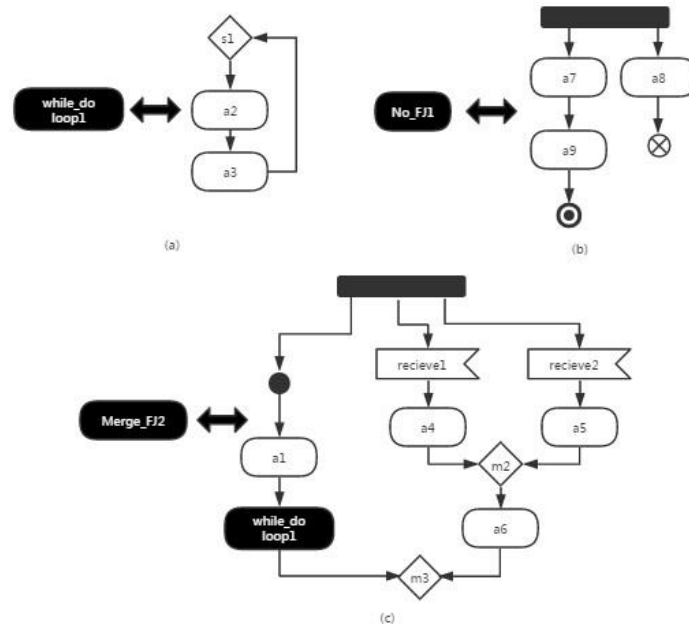 s1
while_do
loop1
a2
a3
(a)
a7
a8
No_FJ1
a9
(b)
recieve1
recieve2
Merge_FJ2
a4
a5
a1
m2
while_do
loop1
a6
m3
(c)